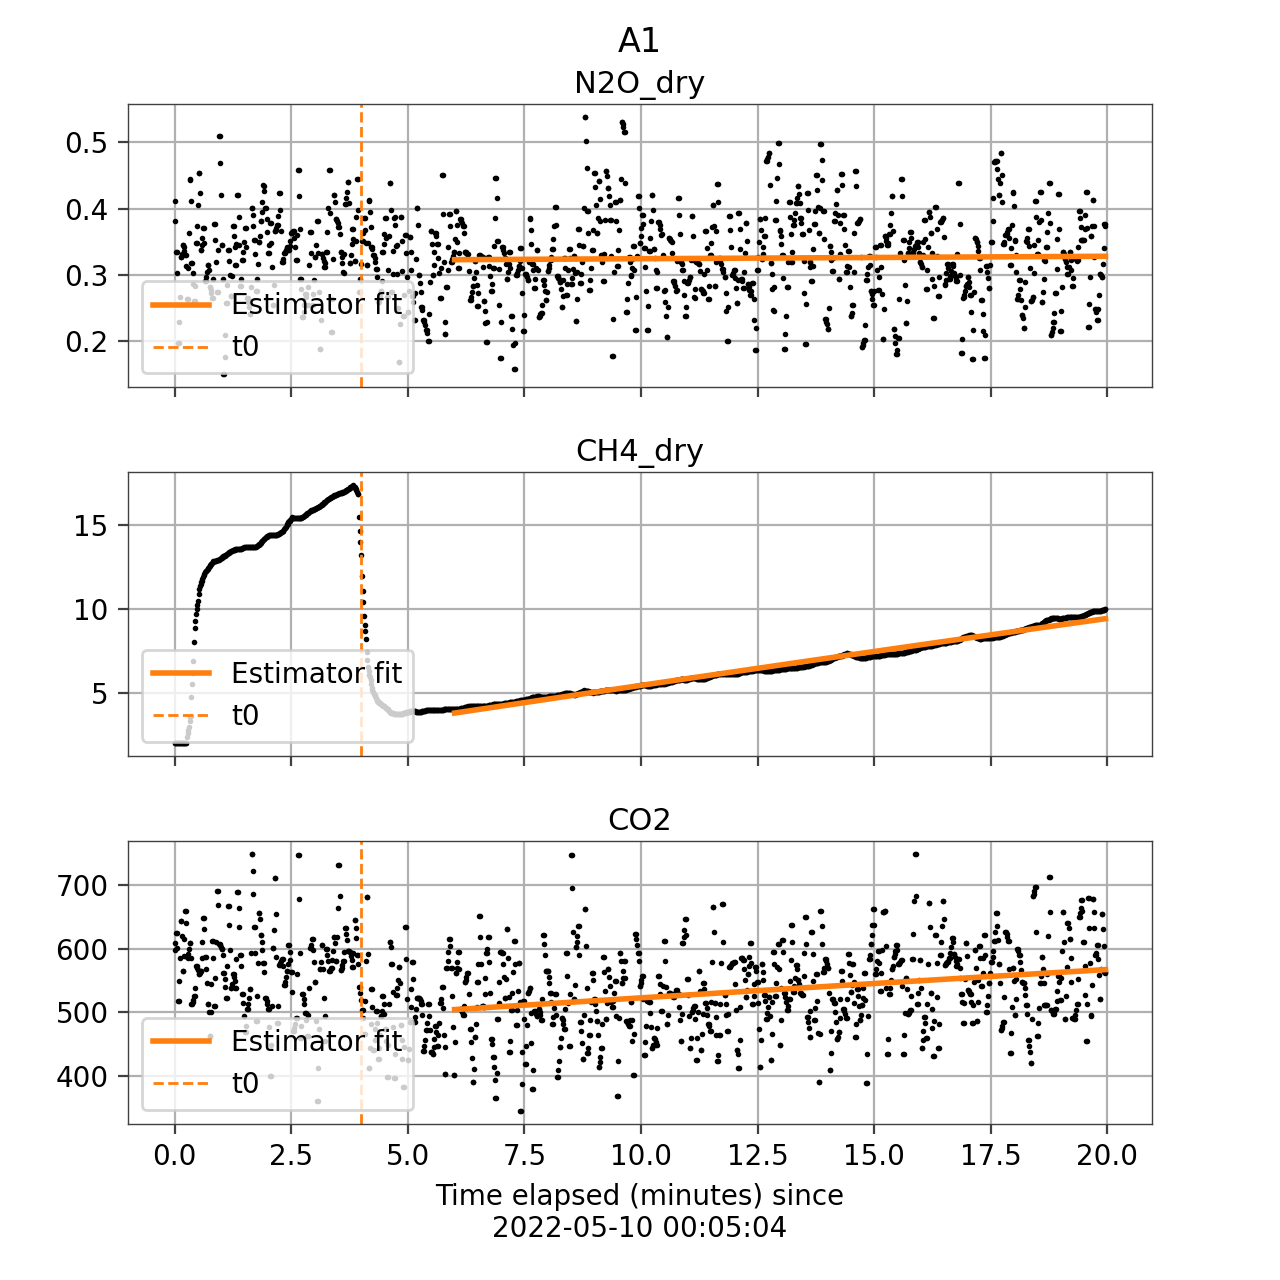 A1
N2O_dry
0.5
0.4
0.3
0.2
Estimator fit
t0
CH4_dry
15
10
5
Estimator fit
t0
CO2
700
600
500
400
Estimator fit
t0
0.0 2.5 5.0 7.5 10.0 12.5 15.0 17.5 20.0
Time elapsed (minutes) since
2022-05-10 00:05:04